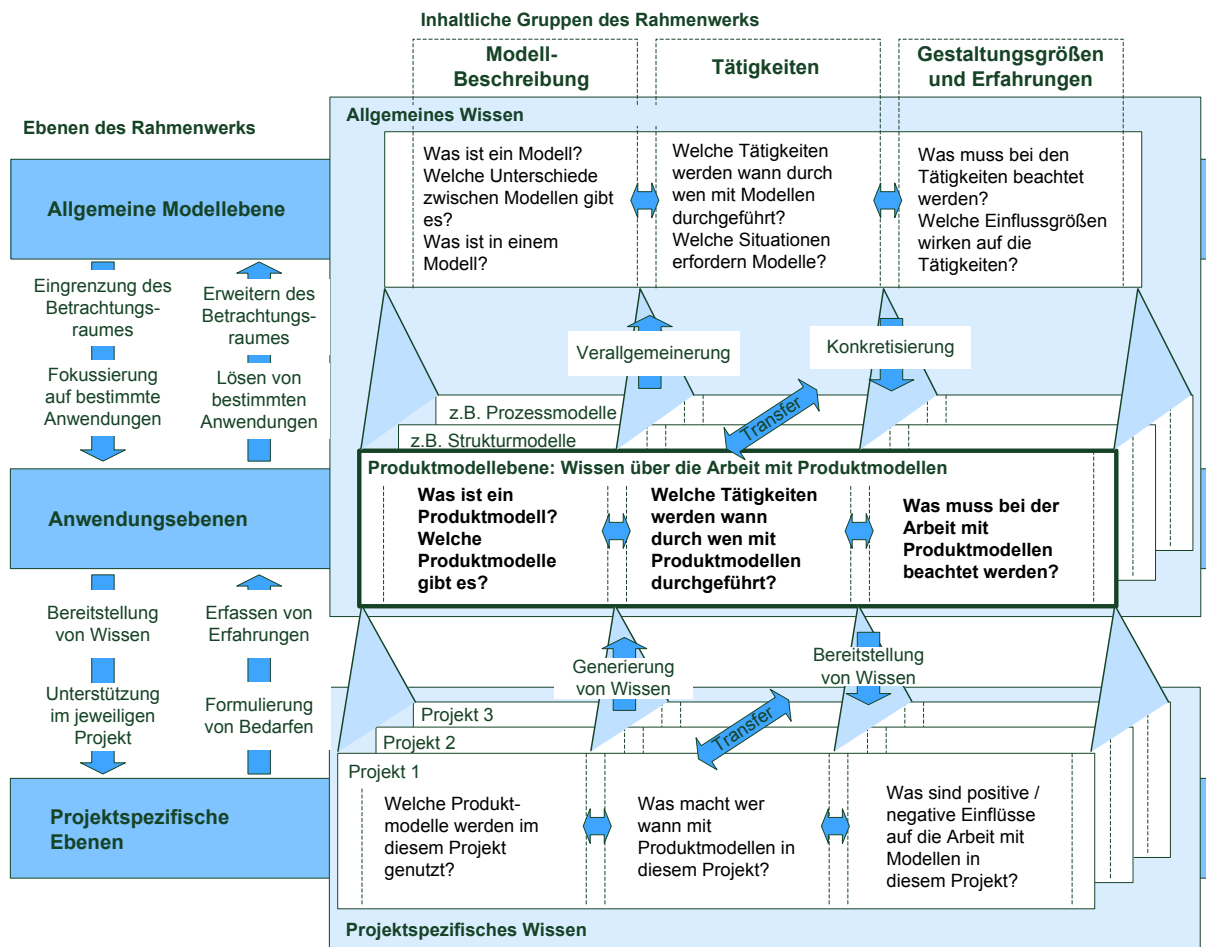 Inhaltliche Gruppen des Rahmenwerks
Modell-
Beschreibung
Tätigkeiten
Gestaltungsgrößen
und Erfahrungen
Ebenen des Rahmenwerks
Allgemeines Wissen
Allgemeine Modellebene
Was ist ein Modell?
Welche Unterschiede
zwischen Modellen gibt
es?
Was ist in einem
Modell?
Welche Tätigkeiten
werden wann durch
wen mit Modellen
durchgeführt?
Welche Situationen
erfordern Modelle?
Was muss bei den
Tätigkeiten beachtet
werden?
Welche Einflussgrößen
wirken auf die
Tätigkeiten?
Eingrenzung des
Betrachtungs-
raumes
Fokussierung
auf bestimmte
Anwendungen
Erweitern des
Betrachtungs-
raumes
Lösen von
bestimmten
Anwendungen
Verallgemeinerung
Konkretisierung
Transfer
z.B. Prozessmodelle
z.B. Strukturmodelle
Produktmodellebene: Wissen über die Arbeit mit Produktmodellen
Anwendungsebenen
Was ist ein
Produktmodell?
Welche
Produktmodelle
gibt es?
Welche Tätigkeiten
werden wann
durch wen mit
Produktmodellen
durchgeführt?
Was muss bei der
Arbeit mit
Produktmodellen
beachtet werden?
Bereitstellung
von Wissen
Unterstützung
im jeweiligen
Projekt
Erfassen von
Erfahrungen
Formulierung
von Bedarfen
Generierung
von Wissen
Bereitstellung
von Wissen
Transfer
Projekt 3
Projekt 2
Projekt 1
Projektspezifische
Ebenen
Welche Produkt-
modelle werden im
diesem Projekt
genutzt?
Was macht wer
wann mit
Produktmodellen in
diesem Projekt?
Was sind positive /
negative Einflüsse
auf die Arbeit mit
Modellen in
diesem Projekt?
Projektspezifisches Wissen